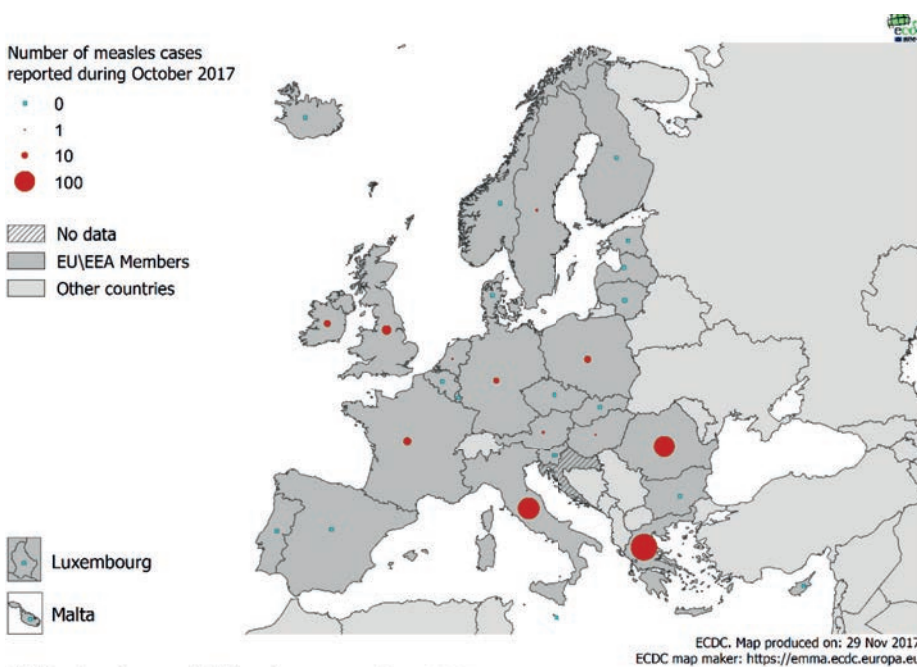 Number of measles cases
reported during October 2017
0
1
10
100
No data
EU\EEA Members
Other countries
Luxembourg
Malta
ECDC. Map produced on: 29 Nov 2017
ECDC map maker: https://emma.ecdc.europa.eu